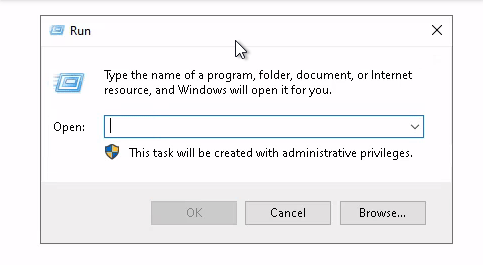 Run
Type the name of a program, folder, document, or Internet
resource, and Windows will open it for you.
Open:
This task will be created with administrative privileges.
OK
Cancel
Browse...